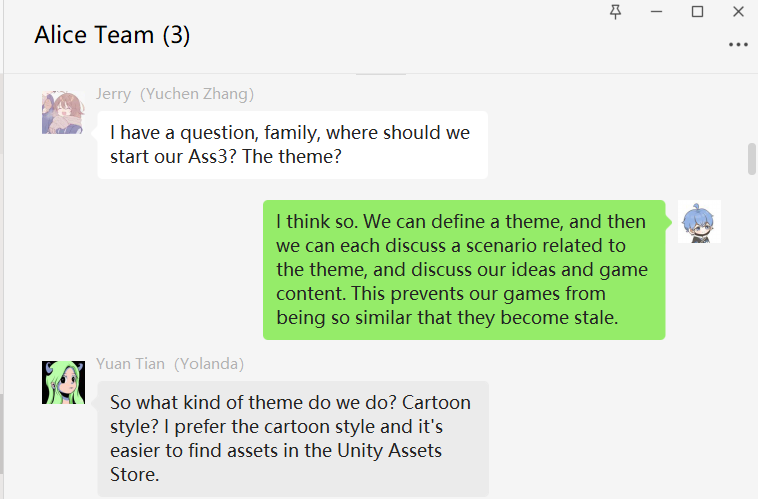 Alice Team (3)
Jerry (Yuchen Zhang)
I have a question, family, where should we
start our Ass3? The theme?
I think so. We can define a theme, and then
we can each discuss a scenario related to
the theme, and discuss our ideas and game
content. This prevents our games from
being so similar that they become stale.
Yuan Tian (Yolanda)
So what kind of theme do we do? Cartoon
style? I prefer the cartoon style and it's
easier to find assets in the Unity Assets
Store.